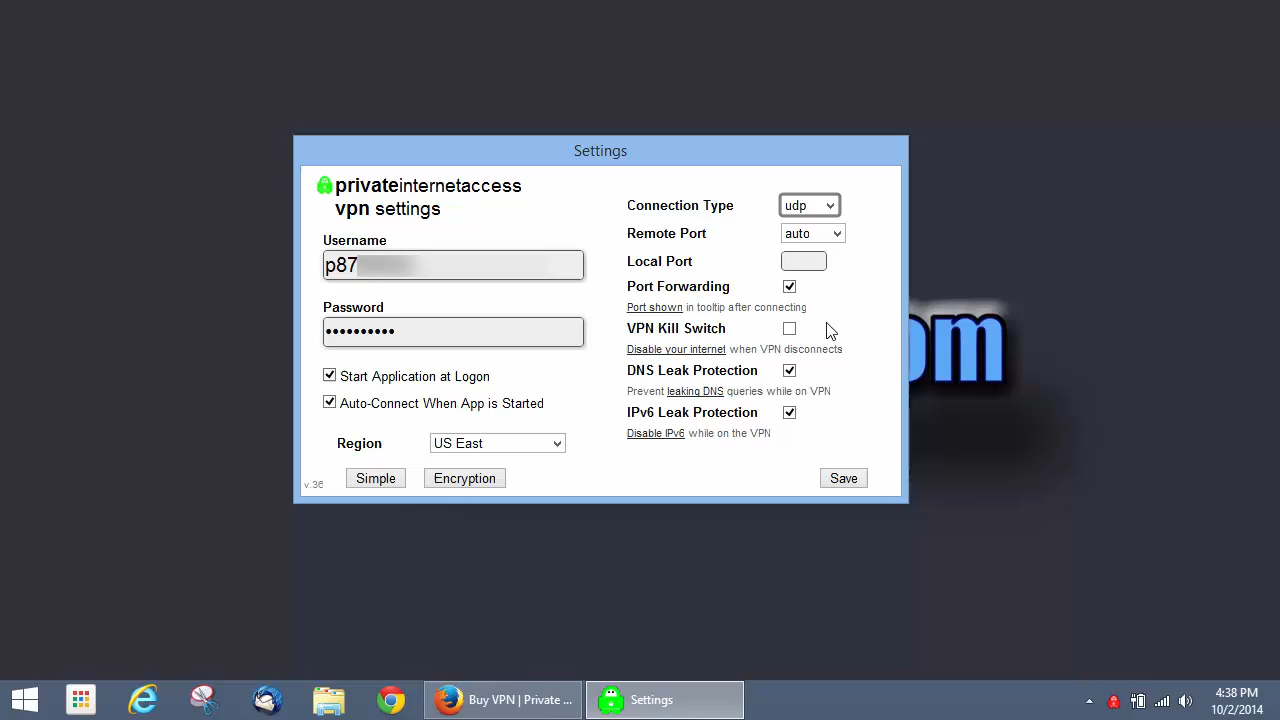 Settings
privateinternetaccess
vpn settings
Username
p87
Password
••••••••••
Start Application at Logon
Auto-Connect When App is Started
Region US East
v.36 Simple Encryption
Connection Type udp
Remote Port auto
Local Port
Port Forwarding
Port shown in tooltip after connecting
VPN Kill Switch
Disable your internet when VPN disconnects
DNS Leak Protection
Prevent leaking DNS queries while on VPN
IPv6 Leak Protection
Disable IPv6 while on the VPN
Save
om
Buy VPN | Private ...
Settings
4:38 PM
10/2/2014